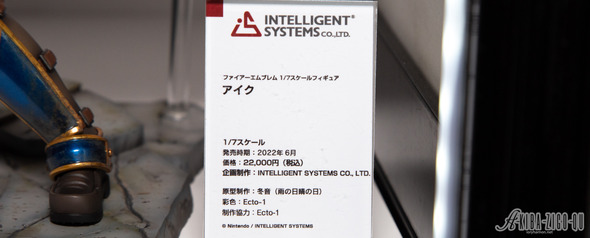 INTELLIGENT®
SYSTEMS CO.,LTD.
ファイアーエムブレム 1/7スケールフィギュア
アイク
1/7スケール
発売時期：2022年 6月
価格：22,000円（税込）
企画制作：INTELLIGENT SYSTEMS CO., LTD.
原型制作：冬音（雨の日晴の日）
彩色：Ecto-1
制作協力：Ecto-1
© Nintendo / INTELLIGENT SYSTEMS
AKIBA-ZIGO-QU